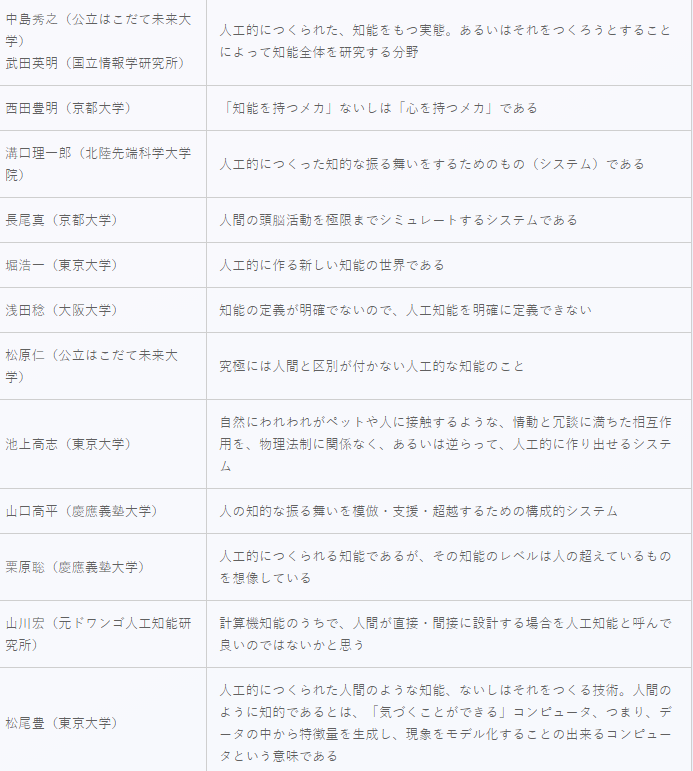 中島秀之（公立はこだて未来大
学）
武田英明（国立情報学研究所）
人工的につくられた、知能をもつ実態。あるいはそれをつくろうとすること
によって知能全体を研究する分野
西田豊明（京都大学）
「知能を持つメカ」ないしは「心を持つメカ」である
溝口理一郎（北陸先端科学大学
院）
人工的につくった知的な振る舞いをするためのもの（システム）である
長尾真（京都大学）
人間の頭脳活動を極限までシミュレートするシステムである
堀浩一（東京大学）
人工的に作る新しい知能の世界である
浅田稔（大阪大学）
知能の定義が明確でないので、人工知能を明確に定義できない
松原仁（公立はこだて未来大
学）
究極には人間と区別が付かない人工的な知能のこと
池上高志（東京大学）
自然にわれわれがペットや人に接触するような、情動と冗談に満ちた相互作
用を、物理法制に関係なく、あるいは逆らって、人工的に作り出せるシステ
ム
山口高平（慶應義塾大学）
人の知的な振る舞いを模倣・支援・超越するための構成的システム
栗原聡（慶應義塾大学）
人工的につくられる知能であるが、その知能のレベルは人の超えているもの
を想像している
山川宏（元ドワンゴ人工知能研
究所）
計算機知能のうちで、人間が直接・間接に設計する場合を人工知能と呼んで
良いのではないかと思う
松尾豊（東京大学）
人工的につくられた人間のような知能、ないしはそれをつくる技術。人間の
ように知的であるとは、「気づくことができる」コンピュータ、つまり、デ
ータの中から特徴量を生成し、現象をモデル化することの出来るコンピュー
タという意味である